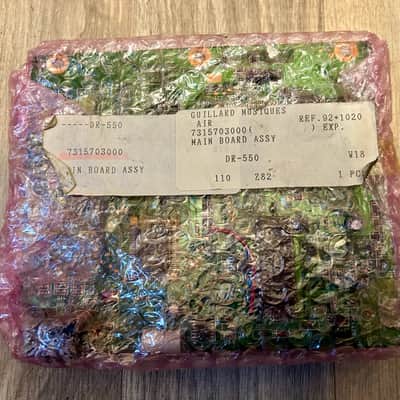 GUILLARD MUSIQUES
-----DR-550
AIR
REF.92*1020
7315703000(
) EXP.
MAIN BOARD ASSY
7315703000
DR-550
W18
AIN BOARD ASSY
110
Z82
1 PC